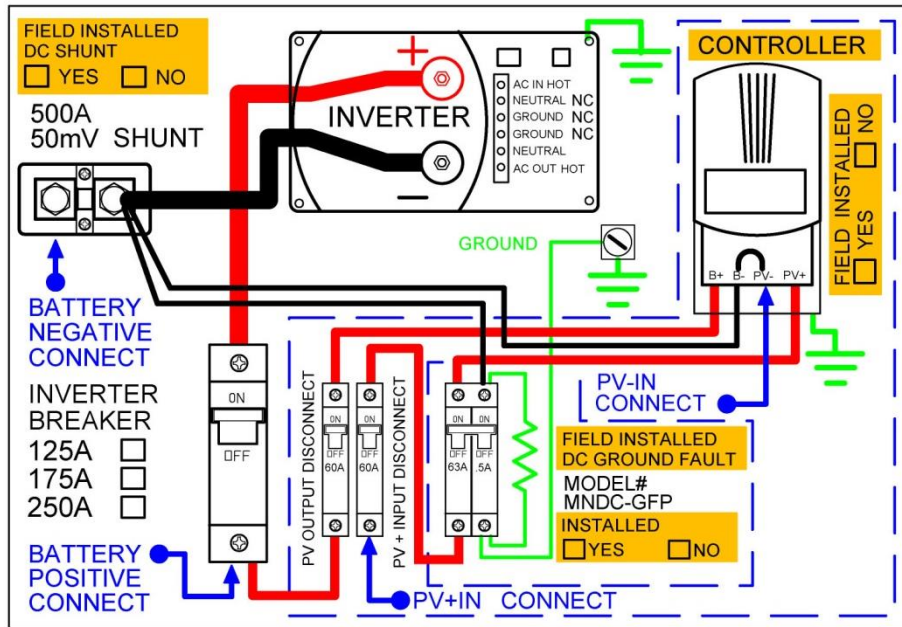 FIELD INSTALLED
DC SHUNT
YES NO
500A
50mV SHUNT
+
INVERTER
−
AC IN HOT
NEUTRAL NC
GROUND NC
GROUND NC
NEUTRAL
AC OUT HOT
CONTROLLER
FIELD INSTALLED
YES NO
B+ B- PV- PV+
GROUND
BATTERY
NEGATIVE
CONNECT
INVERTER
BREAKER
125A
175A
250A
BATTERY
POSITIVE
CONNECT
ON
OFF
PV OUTPUT DISCONNECT
ON
OFF
60A
PV + INPUT DISCONNECT
ON
OFF
60A
ON ON
OFF OFF
63A .5A
PV-IN
CONNECT
FIELD INSTALLED
DC GROUND FAULT
MODEL#
MNDC-GFP
INSTALLED
YES NO
PV+IN CONNECT